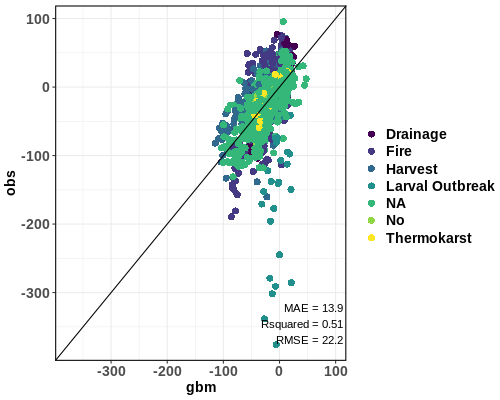 100
0
-100
-200
-300
obs
-300 -200 -100 0 100
gbm
MAE = 13.9
Rsquared = 0.51
RMSE = 22.2
Drainage
Fire
Harvest
Larval Outbreak
NA
No
Thermokarst